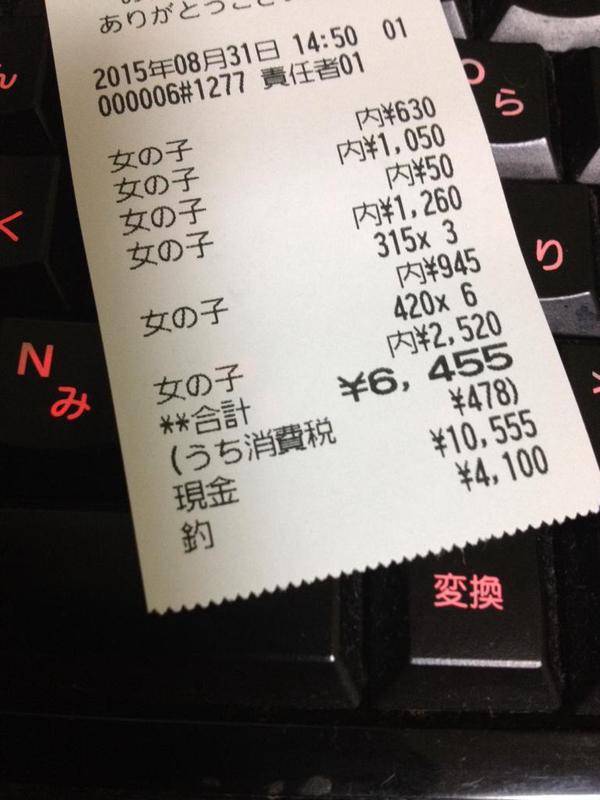 ありがとうござ
2015年08月31日 14:50 01
000006#1277 責任者01
女の子 内¥630
女の子 内¥1,050
女の子 内¥50
女の子 内¥1,260
315x 3
女の子 内¥945
420x 6
女の子 内¥2,520
**合計 ¥6,455
(うち消費税 ¥478)
現金 ¥10,555
釣 ¥4,100
ん
ら
く
り
N
み
変換